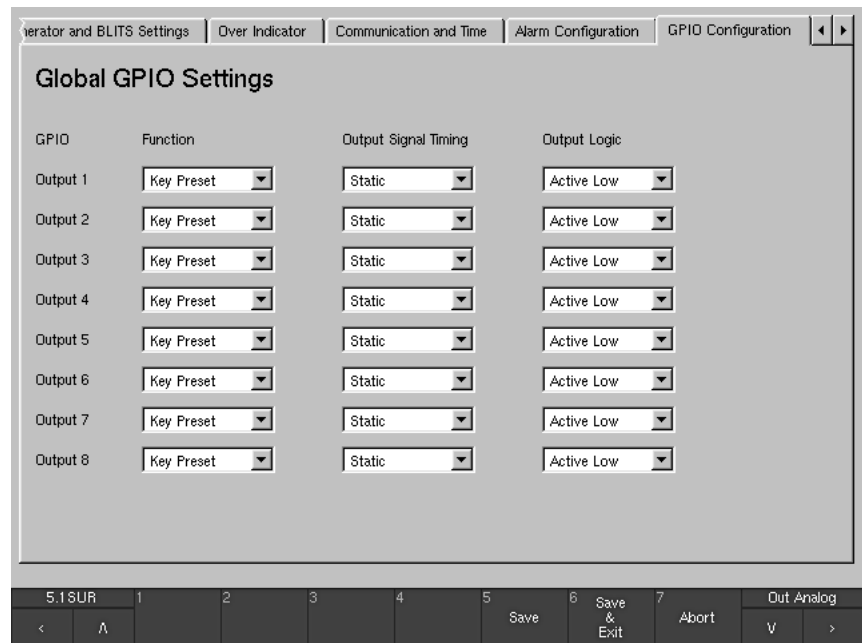 nerator and BLITS Settings Over Indicator Communication and Time Alarm Configuration GPIO Configuration
Global GPIO Settings
GPIO Function Output Signal Timing Output Logic
Output 1 Key Preset Static Active Low
Output 2 Key Preset Static Active Low
Output 3 Key Preset Static Active Low
Output 4 Key Preset Static Active Low
Output 5 Key Preset Static Active Low
Output 6 Key Preset Static Active Low
Output 7 Key Preset Static Active Low
Output 8 Key Preset Static Active Low
5.1SUR 1 2 3 4 5 Save 6 Save & Exit 7 Abort Out Analog
< Λ V >